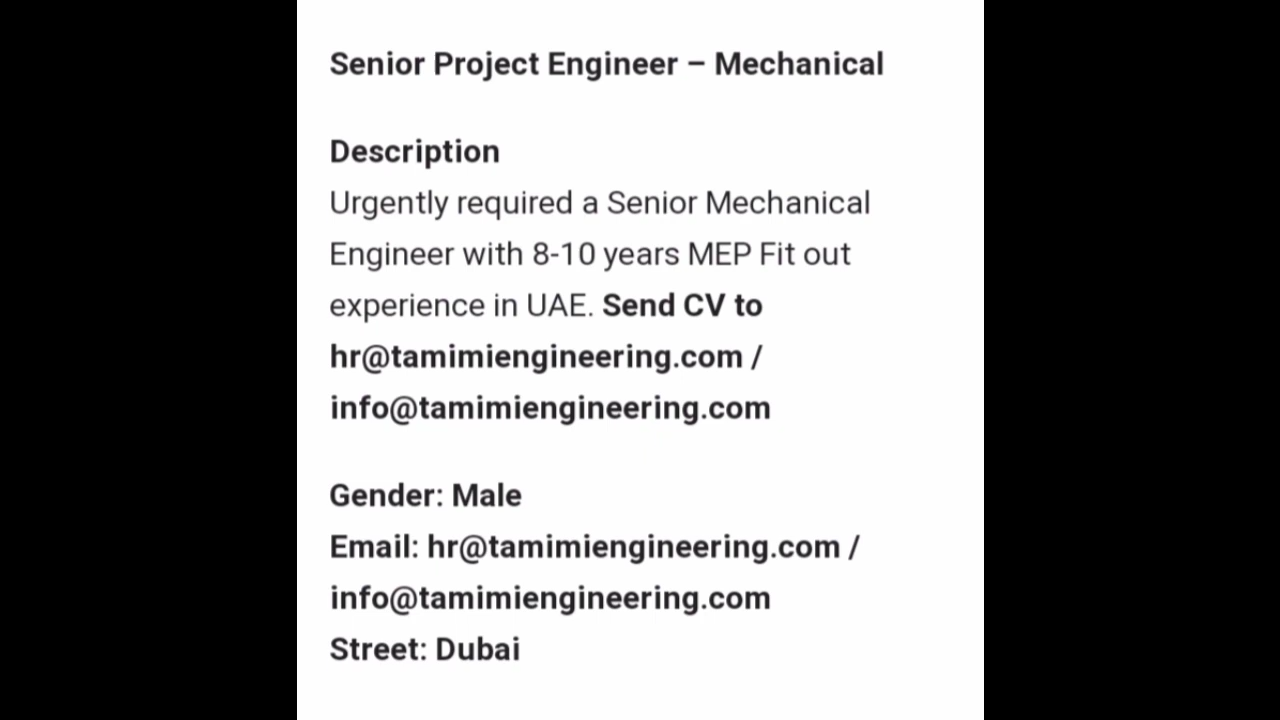 Senior Project Engineer – Mechanical
Description
Urgently required a Senior Mechanical
Engineer with 8-10 years MEP Fit out
experience in UAE. Send CV to
hr@tamimiengineering.com /
info@tamimiengineering.com
Gender: Male
Email: hr@tamimiengineering.com /
info@tamimiengineering.com
Street: Dubai